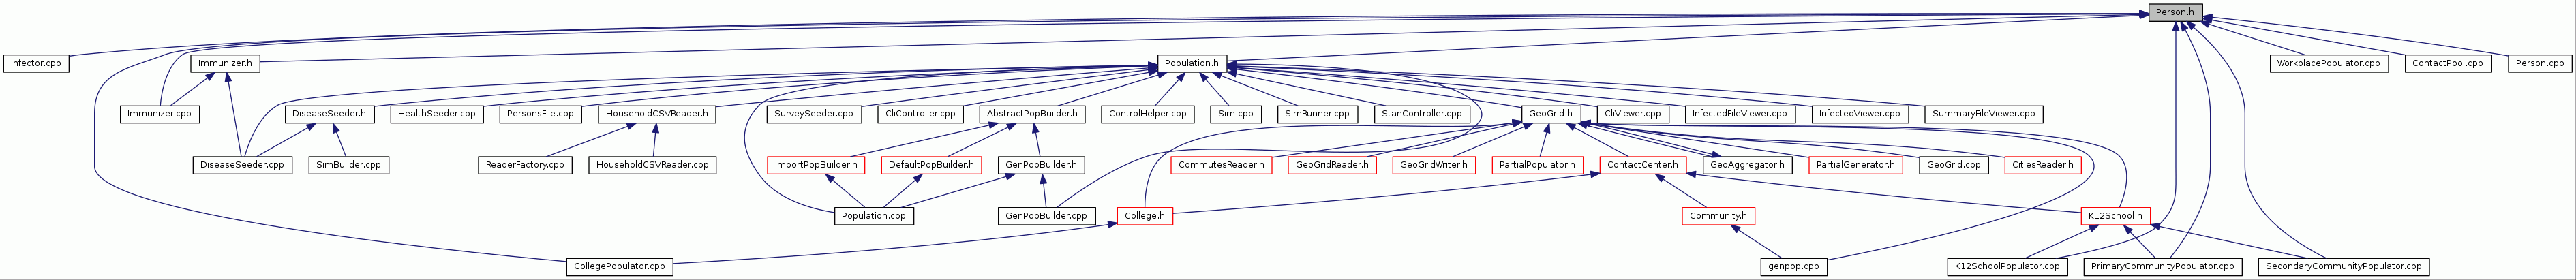 Person.h
Infector.cpp
Immunizer.h
Population.h
WorkplacePopulator.cpp
ContactPool.cpp
Person.cpp
Immunizer.cpp
DiseaseSeeder.h
HealthSeeder.cpp
PersonsFile.cpp
HouseholdCSVReader.h
SurveySeeder.cpp
CliController.cpp
AbstractPopBuilder.h
ControlHelper.cpp
Sim.cpp
SimRunner.cpp
StanController.cpp
GeoGrid.h
CliViewer.cpp
InfectedFileViewer.cpp
InfectedViewer.cpp
SummaryFileViewer.cpp
DiseaseSeeder.cpp
SimBuilder.cpp
ReaderFactory.cpp
HouseholdCSVReader.cpp
ImportPopBuilder.h
DefaultPopBuilder.h
GenPopBuilder.h
CommutesReader.h
GeoGridReader.h
GeoGridWriter.h
PartialPopulator.h
ContactCenter.h
GeoAggregator.h
PartialGenerator.h
GeoGrid.cpp
CitiesReader.h
Population.cpp
GenPopBuilder.cpp
College.h
Community.h
K12School.h
CollegePopulator.cpp
genpop.cpp
K12SchoolPopulator.cpp
PrimaryCommunityPopulator.cpp
SecondaryCommunityPopulator.cpp